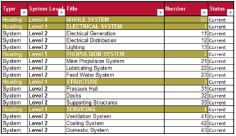 Type System Level Title Number Status
Heading Level 0 WHOLE SYSTEM Current
Heading Level 1 ELECTRICAL SYSTEM Current
System Level 2 Electrical Generation 11 Current
System Level 2 Electrical Distribution 12 Current
System Level 2 Lighting 13 Current
Heading Level 1 PROPULSION SYSTEM Current
System Level 2 Main Propulsion System 21 Current
System Level 2 Lubricating System 22 Current
System Level 2 Feed Water System 23 Current
Heading Level 1 STRUCTURE Current
System Level 2 Pressure Hull 31 Current
System Level 2 Decks 32 Current
System Level 2 Supporting Structures 33 Current
Heading Level 1 SERVICING Current
System Level 2 Ventilation System 41 Current
System Level 2 Cooling System 42 Current
System Level 2 Domestic System 43 Current